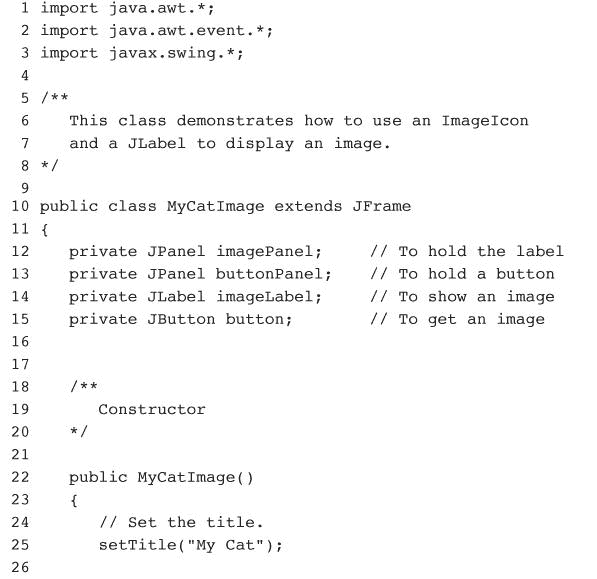 1 import java.awt.*;
2 import java.awt.event.*;
3 import javax.swing.*;
4
5 /**
6    This class demonstrates how to use an ImageIcon
7    and a JLabel to display an image.
8 */
9
10 public class MyCatImage extends JFrame
11 {
12    private JPanel imagePanel;     // To hold the label
13    private JPanel buttonPanel;    // To hold a button
14    private JLabel imageLabel;     // To show an image
15    private JButton button;        // To get an image
16
17
18    /**
19       Constructor
20    */
21
22    public MyCatImage()
23    {
24       // Set the title.
25       setTitle("My Cat");
26